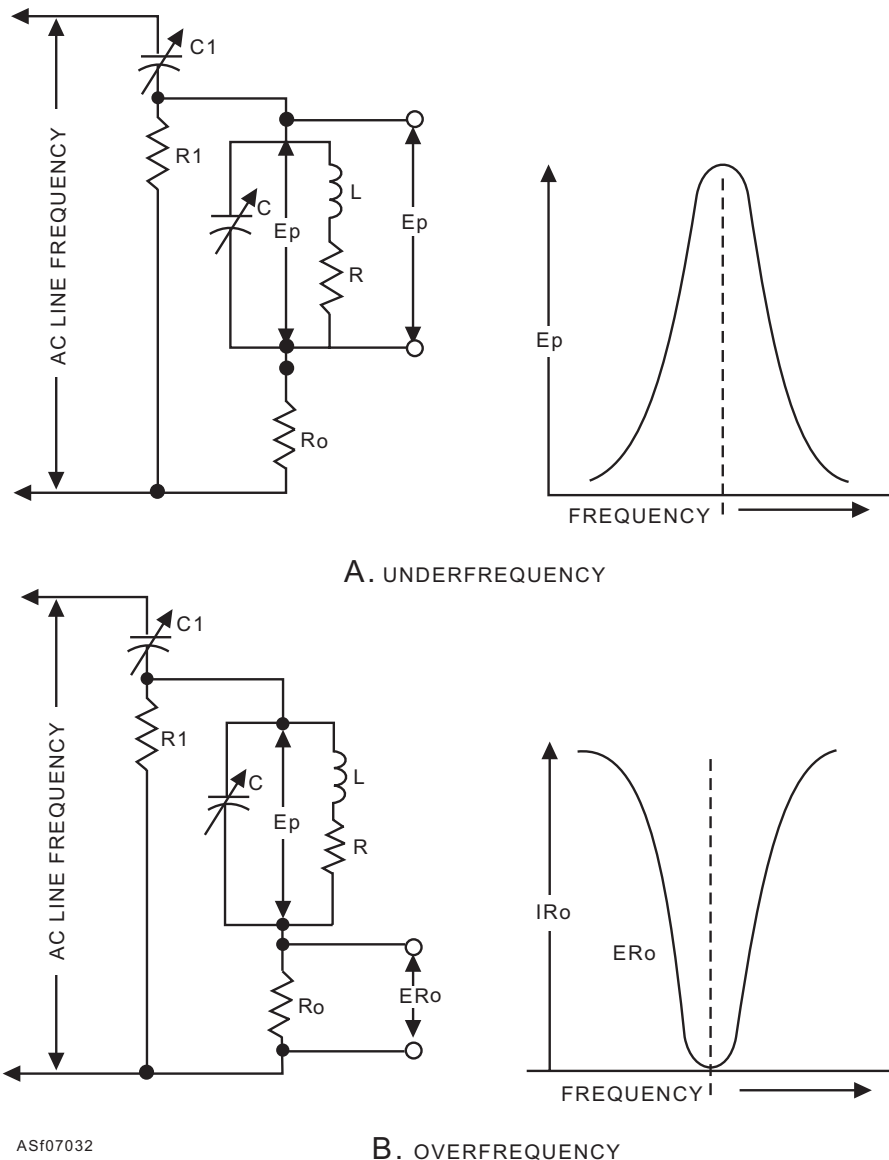 C1
R1
AC LINE FREQUENCY
C
Ep
L
R
Ep
Ro
Ep
FREQUENCY
A. UNDERFREQUENCY
C1
R1
AC LINE FREQUENCY
C
Ep
L
R
Ro
ERo
IRo
ERo
FREQUENCY
ASf07032
B. OVERFREQUENCY